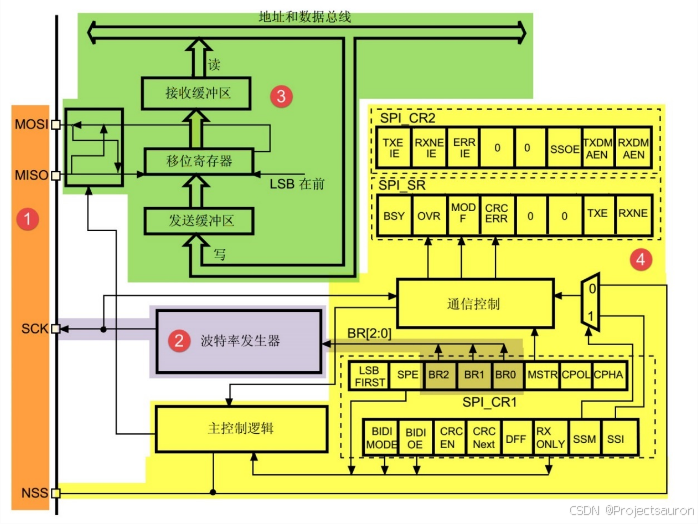 地址和数据总线
读
接收缓冲区
3
MOSI
移位寄存器
MISO
LSB 在前
1
发送缓冲区
写
SPI_CR2
TXE IE
RXNE IE
ERR IE
0
0
SSOE
TXDM AEN
RXDM AEN
SPI_SR
BSY
OVR
MOD F
CRC ERR
0
0
TXE
RXNE
4
通信控制
0
1
SCK
2
波特率发生器
BR[2:0]
LSB FIRST
SPE
BR2
BR1
BR0
MSTR
CPOL
CPHA
SPI_CR1
主控制逻辑
BIDI MODE
BIDI OE
CRC EN
CRC Next
DFF
RX ONLY
SSM
SSI
NSS
CSDN @Projectsauron